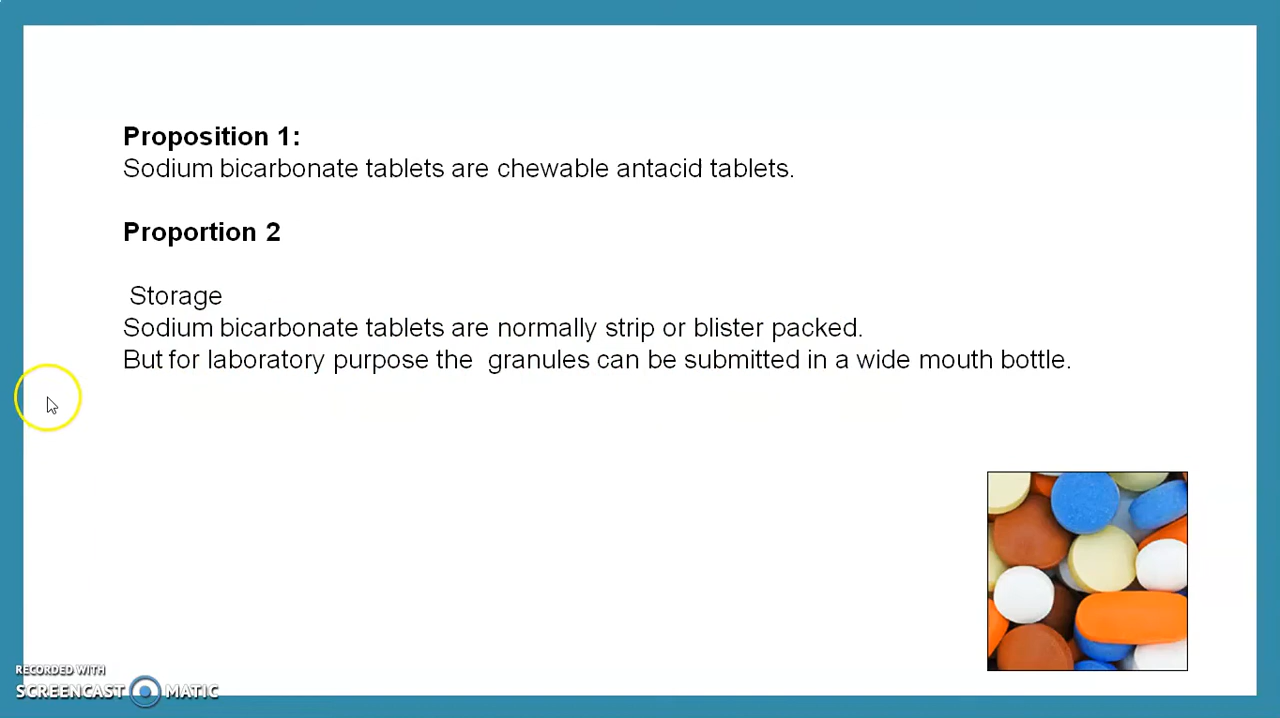 Proposition 1:
Sodium bicarbonate tablets are chewable antacid tablets.
Proportion 2
Storage
Sodium bicarbonate tablets are normally strip or blister packed.
But for laboratory purpose the granules can be submitted in a wide mouth bottle.
RECORDED WITH
SCREENCAST MATIC